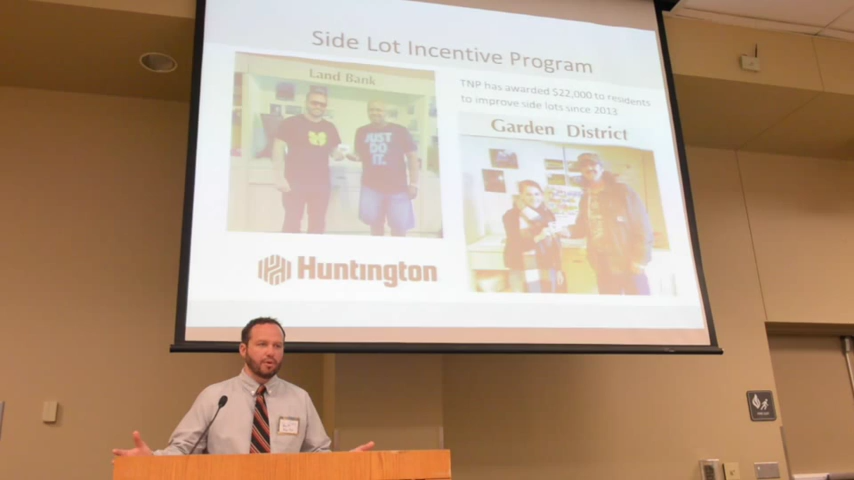 Side Lot Incentive Program
Land Bank
TNP has awarded $22,000 to residents
to improve side lots since 2013
Garden District
JUST
DO
IT.
Huntington